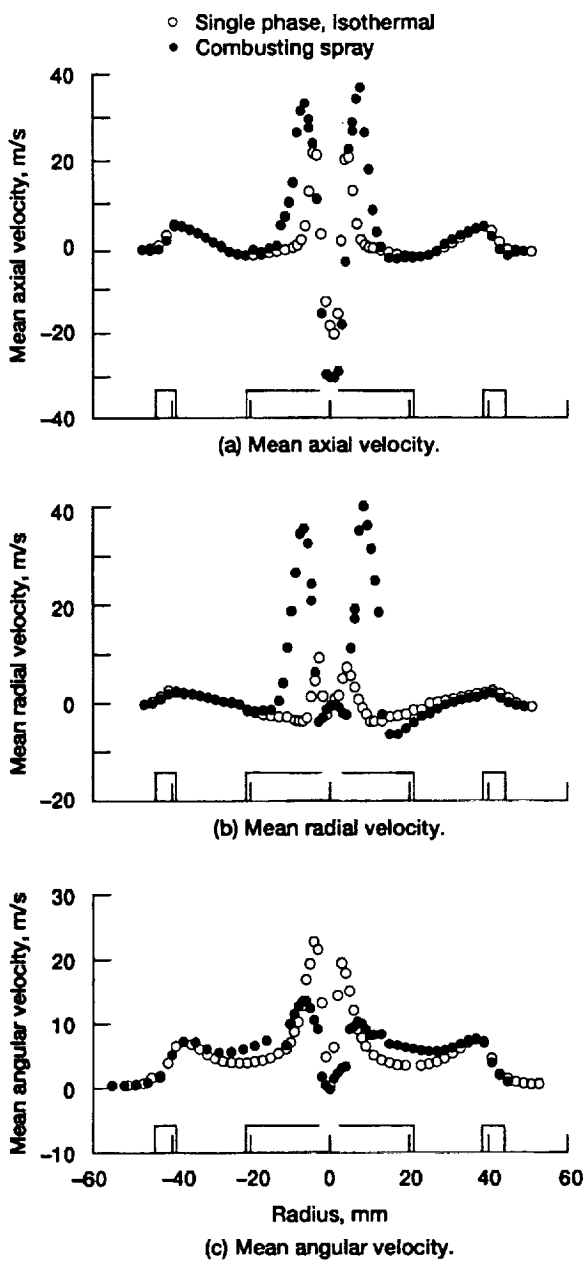 Single phase, isothermal
Combusting spray
Mean axial velocity, m/s
40
20
0
−20
−40
(a) Mean axial velocity.
Mean radial velocity, m/s
40
20
0
−20
(b) Mean radial velocity.
Mean angular velocity, m/s
30
20
10
0
−10
−60 −40 −20 0 20 40 60
Radius, mm
(c) Mean angular velocity.